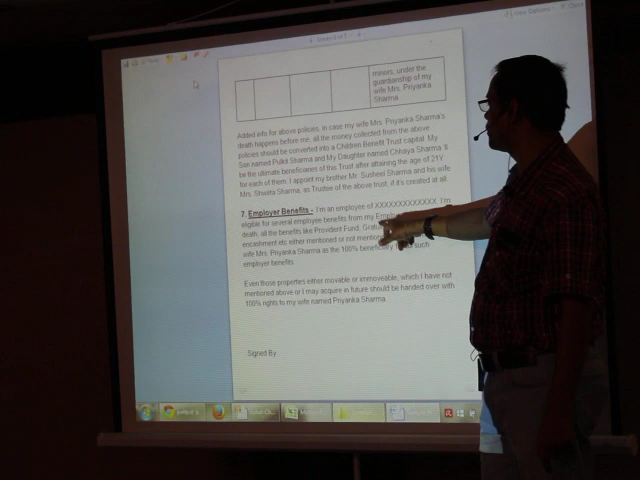 Screen 6 of 7
Close
minors, under the
guardianship of my
wife Mrs. Priyanka
Sharma
Added info for above policies, in case my wife Mrs. Priyanka Sharma's
death happens before me, all the money collected from the above
policies should be converted into a Children Benefit Trust capital. My
Son named Pulkit Sharma and My Daughter named Chhaya Sharma 'll
be the ultimate beneficiaries of this Trust after attaining the age of 21Y
for each of them. I appoint my brother Mr. Susheel Sharma and his wife
Mrs. Shweta Sharma, as Trustee of the above trust, if it's created at all.
7. Employer Benefits - I'm an employee of XXXXXXXXXXXXX. I'm
eligible for several employee benefits from my
death, all the benefits like Provident Fund,
encashment etc either mentioned or not
wife Mrs. Priyanka Sharma as the 100% such
employer benefits.
Even those properties either movable or immoveable, which I have not
mentioned above or I may acquire in future should be handed over with
100% rights to my wife named Priyanka Sharma.
Signed By